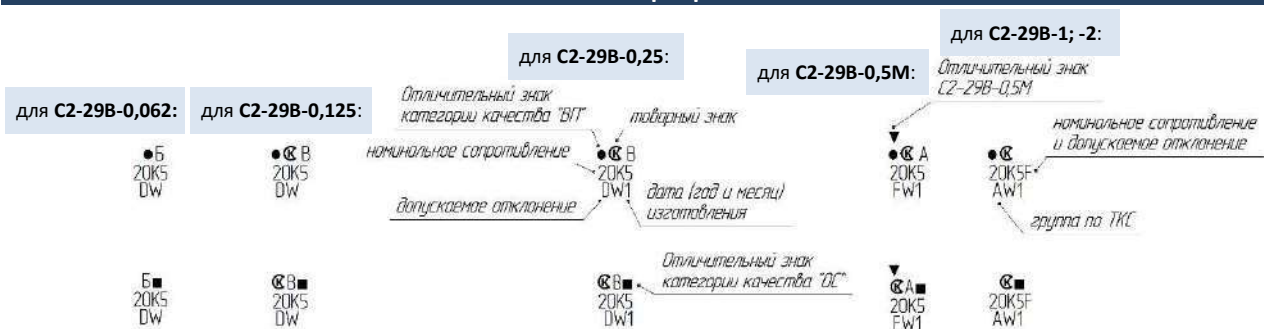 для С2-29В-0,062:
для С2-29В-0,125:
для С2-29В-0,25:
для С2-29В-0,5М:
для С2-29В-1; -2:
Отличительный знак
категории качества "ВП"
товарный знак
номинальное сопротивление
допускаемое отклонение
дата (год и месяц)
изготовления
Отличительный знак
С2-29В-0,5М
номинальное сопротивление
и допускаемое отклонение
группа по ТКС
●Б
20К5
DW
●К В
20К5
DW
●К В
20К5
DW1
▼
●К А
20К5
FW1
●К
20К5F
AW1
Отличительный знак
категории качества "ОС"
Б■
20К5
DW
КВ■
20К5
DW
КВ■
20К5
DW1
▼
КА■
20К5
FW1
К■
20К5F
AW1